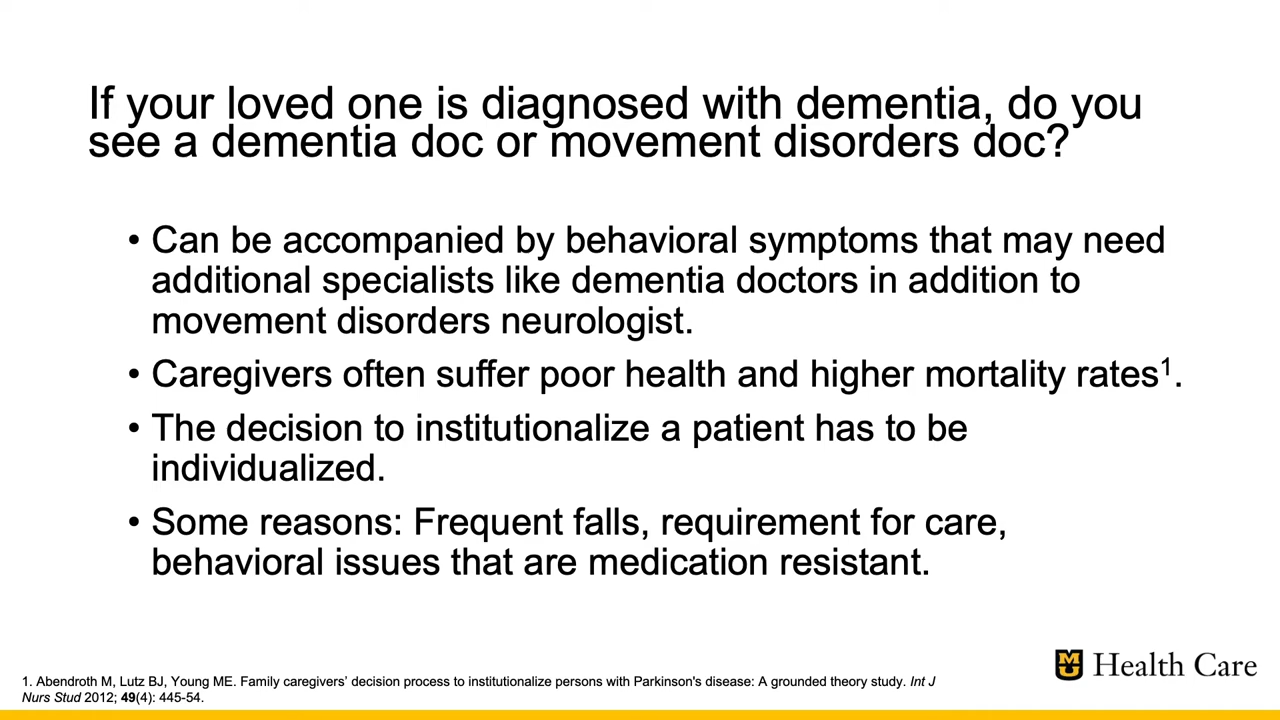 If your loved one is diagnosed with dementia, do you
see a dementia doc or movement disorders doc?
• Can be accompanied by behavioral symptoms that may need
additional specialists like dementia doctors in addition to
movement disorders neurologist.
• Caregivers often suffer poor health and higher mortality rates¹.
• The decision to institutionalize a patient has to be
individualized.
• Some reasons: Frequent falls, requirement for care,
behavioral issues that are medication resistant.
MU Health Care
1. Abendroth M, Lutz BJ, Young ME. Family caregivers' decision process to institutionalize persons with Parkinson's disease: A grounded theory study. Int J
Nurs Stud 2012; 49(4): 445-54.